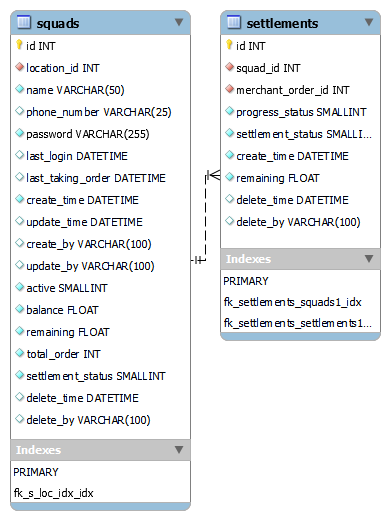 squads
id INT
location_id INT
name VARCHAR(50)
phone_number VARCHAR(25)
password VARCHAR(255)
last_login DATETIME
last_taking_order DATETIME
create_time DATETIME
update_time DATETIME
create_by VARCHAR(100)
update_by VARCHAR(100)
active SMALLINT
balance FLOAT
remaining FLOAT
total_order INT
settlement_status SMALLINT
delete_time DATETIME
delete_by VARCHAR(100)
Indexes
PRIMARY
fk_s_loc_idx_idx
settlements
id INT
squad_id INT
merchant_order_id INT
progress_status SMALLINT
settlement_status SMALLI...
create_time DATETIME
remaining FLOAT
delete_time DATETIME
delete_by VARCHAR(100)
Indexes
PRIMARY
fk_settlements_squads1_idx
fk_settlements_settlements1...